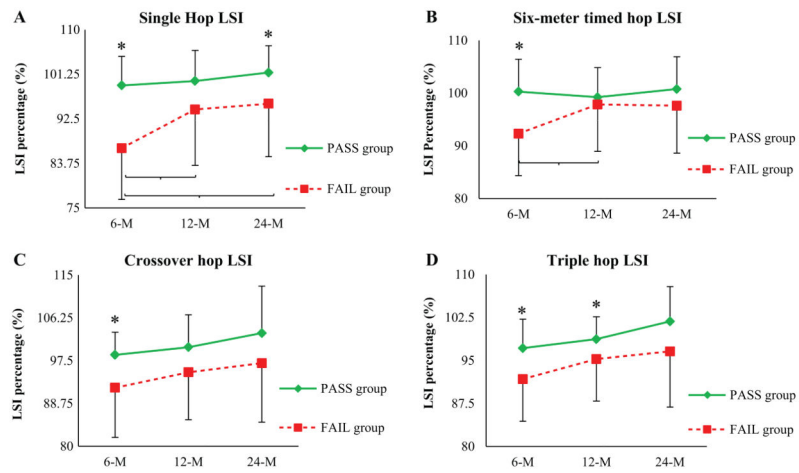 A
Single Hop LSI
LSI percentage (%)
110
101.25
92.5
83.75
75
*
*
6-M
12-M
24-M
PASS group
FAIL group
B
Six-meter timed hop LSI
LSI Percentage (%)
110
100
90
80
*
6-M
12-M
24-M
PASS group
FAIL group
C
Crossover hop LSI
LSI percentage (%)
115
106.25
97.5
88.75
80
*
6-M
12-M
24-M
PASS group
FAIL group
D
Triple hop LSI
LSI percentage (%)
110
102.5
95
87.5
80
*
*
6-M
12-M
24-M
PASS group
FAIL group